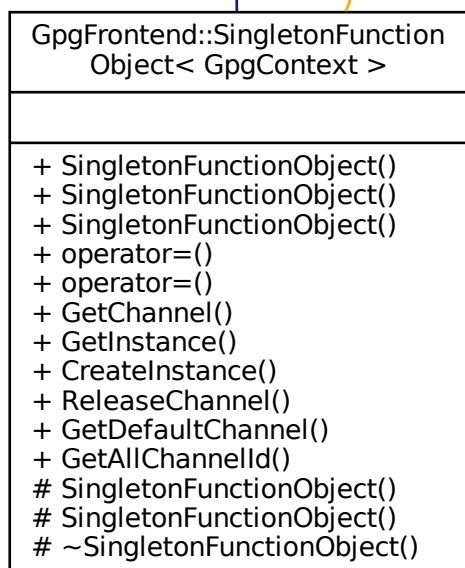 GpgFrontend::SingletonFunction
Object< GpgContext >
+ SingletonFunctionObject()
+ SingletonFunctionObject()
+ SingletonFunctionObject()
+ operator=()
+ operator=()
+ GetChannel()
+ GetInstance()
+ CreateInstance()
+ ReleaseChannel()
+ GetDefaultChannel()
+ GetAllChannelId()
# SingletonFunctionObject()
# SingletonFunctionObject()
# ~SingletonFunctionObject()